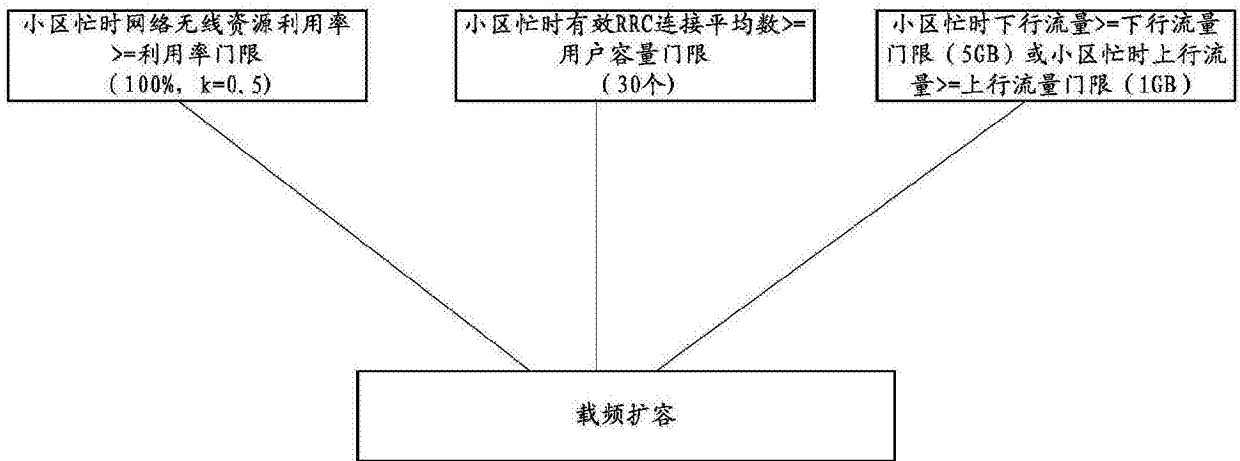 小区忙时网络无线资源利用率
>=利用率门限
(100%, k=0.5)
小区忙时有效RRC连接平均数>=
用户容量门限
(30个)
小区忙时下行流量>=下行流量
门限（5GB）或小区忙时上行流
量>=上行流量门限（1GB）
载频扩容